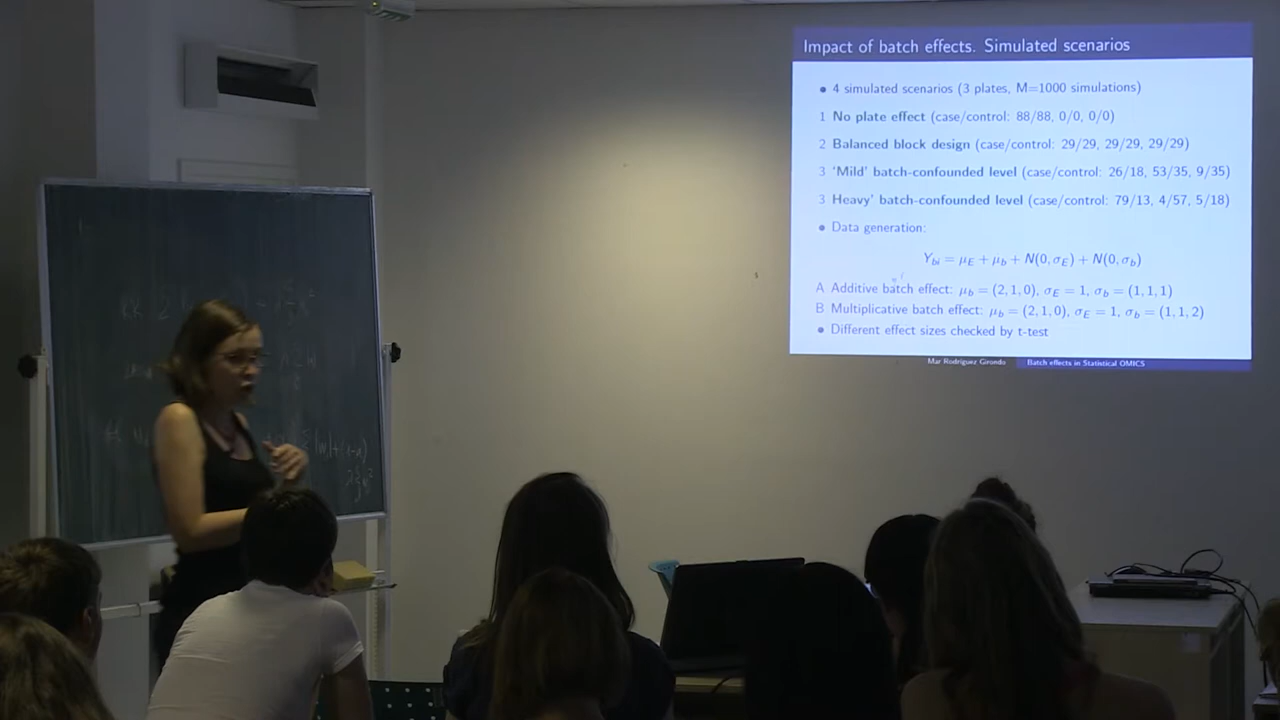 Impact of batch effects. Simulated scenarios
• 4 simulated scenarios (3 plates, M=1000 simulations)
1 No plate effect (case/control: 88/88, 0/0, 0/0)
2 Balanced block design (case/control: 29/29, 29/29, 29/29)
3 'Mild' batch-confounded level (case/control: 26/18, 53/35, 9/35)
3 Heavy' batch-confounded level (case/control: 79/13, 4/57, 5/18)
• Data generation:
Y_bi = μ_E + μ_b + N(0, σ_E) + N(0, σ_b)
A Additive batch effect: μ_b = (2, 1, 0), σ_E = 1, σ_b = (1, 1, 1)
B Multiplicative batch effect: μ_b = (2, 1, 0), σ_E = 1, σ_b = (1, 1, 2)
• Different effect sizes checked by t-test
Mar Rodríguez Girondo Batch effects in Statistical OMICS